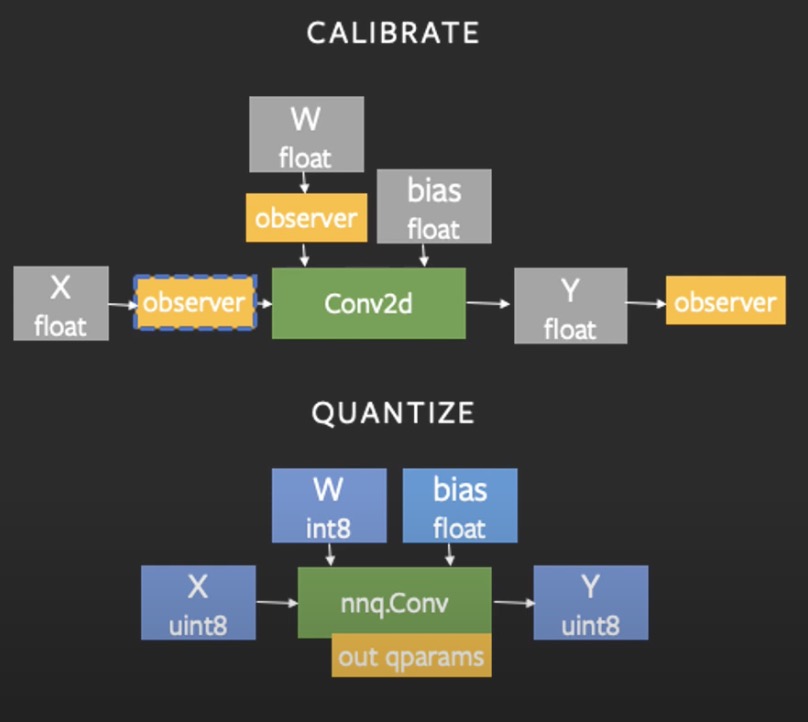 CALIBRATE
W
float
observer
bias
float
X
float
observer
Conv2d
Y
float
observer
QUANTIZE
W
int8
bias
float
X
uint8
nnq.Conv
Y
uint8
out qparams